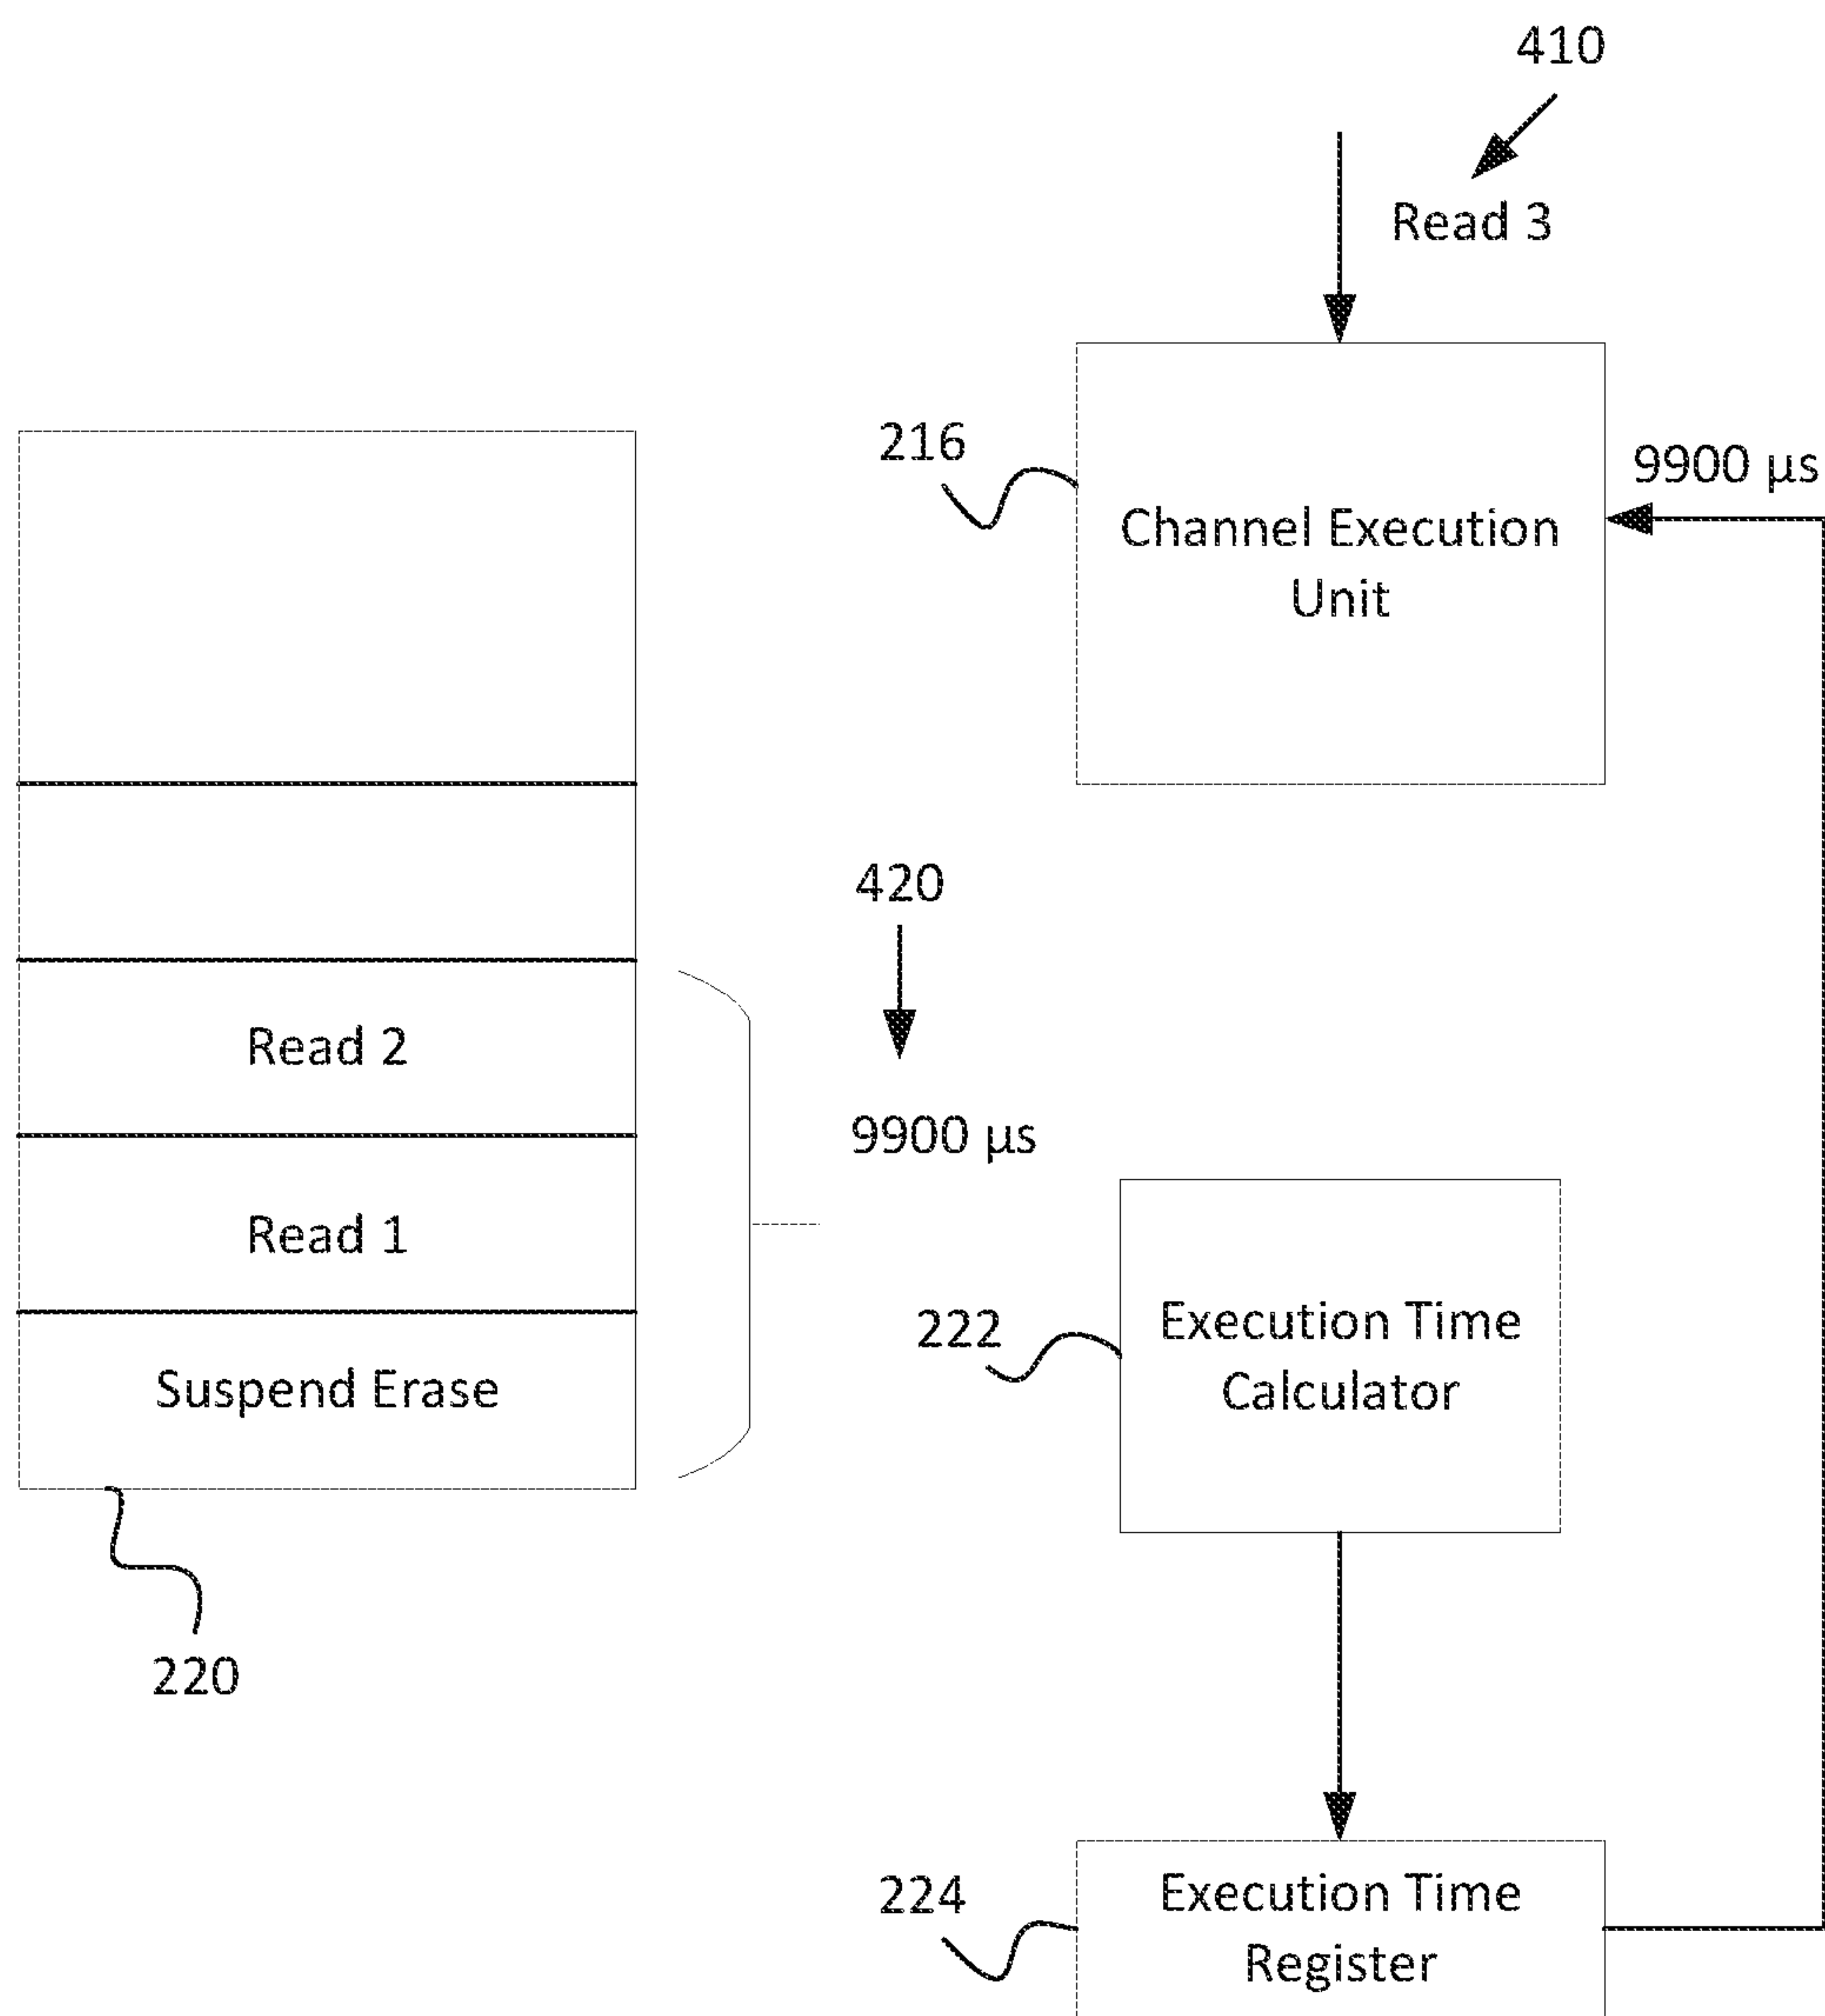 410
Read 3
216
9900 µs
Channel Execution
Unit
420
Read 2
9900 µs
Read 1
222
Execution Time
Calculator
Suspend Erase
220
224
Execution Time
Register